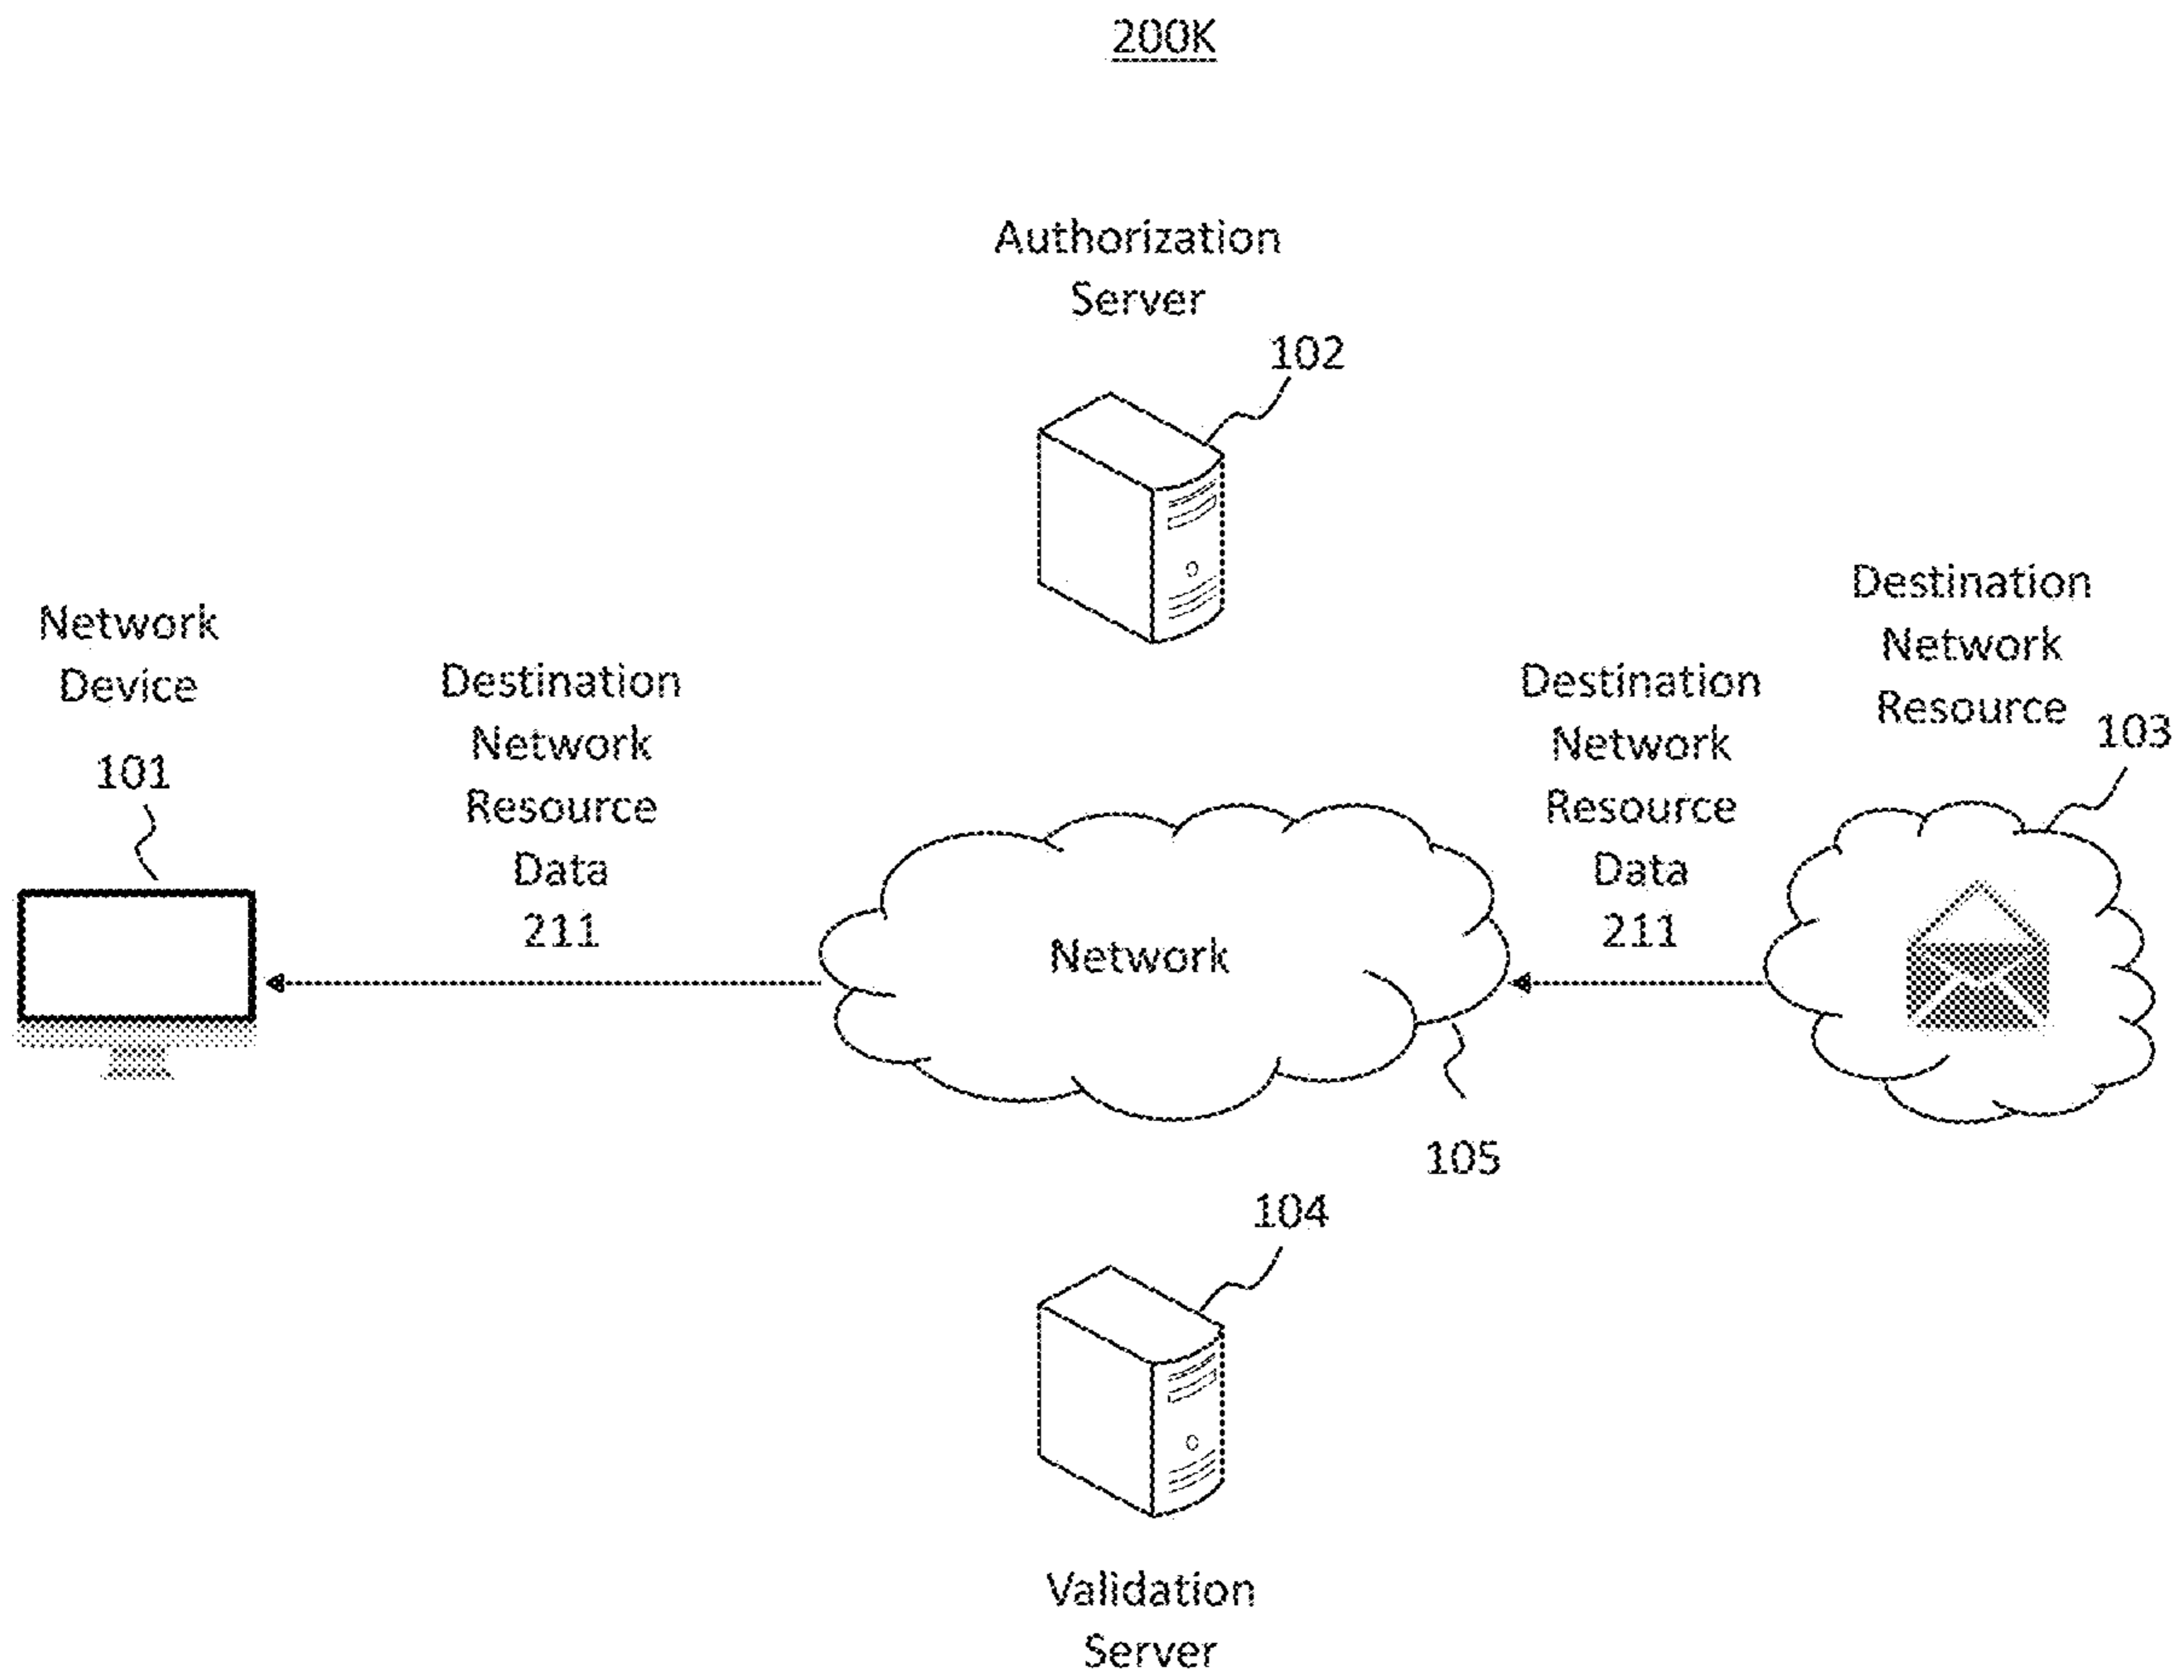 200K
Authorization
Server
102
Network
Device
101
Destination
Network
Resource
Data
211
Network
105
Destination
Network
Resource
Data
211
Destination
Network
Resource
103
104
Validation
Server